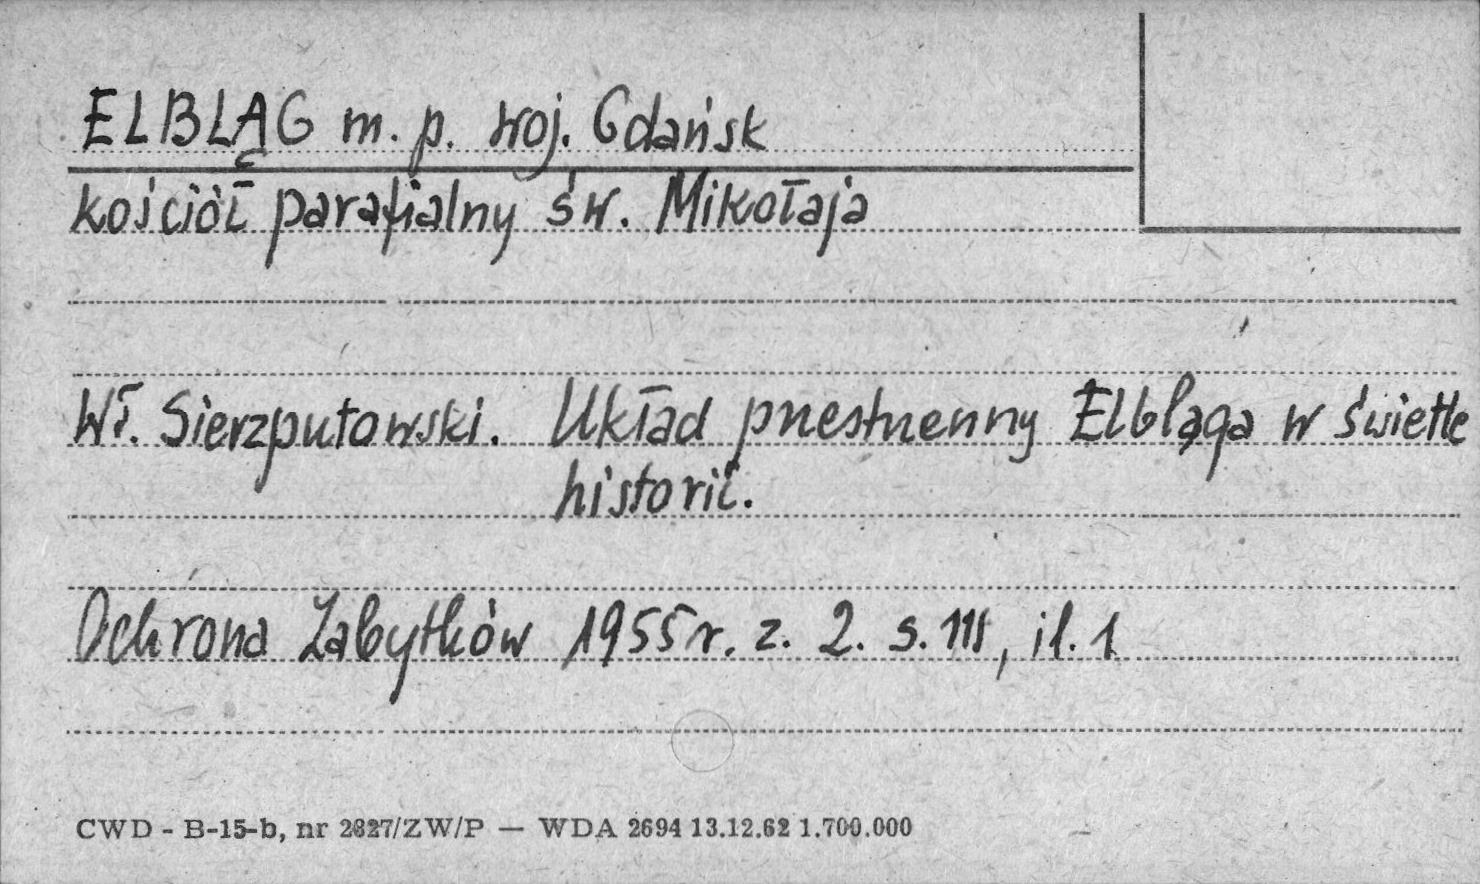 ELBLĄG m. p. woj. Gdańsk
kościół parafialny św. Mikołaja
Wł. Sierzputowski. Układ przestrzenny Elbląga w świetle
historii.
Ochrona Zabytków 1955 r. z. 2. s. 111, il. 1
CWD - B-15-b, nr 2827/ZW/P — WDA 2694 13.12.62 1.700.000